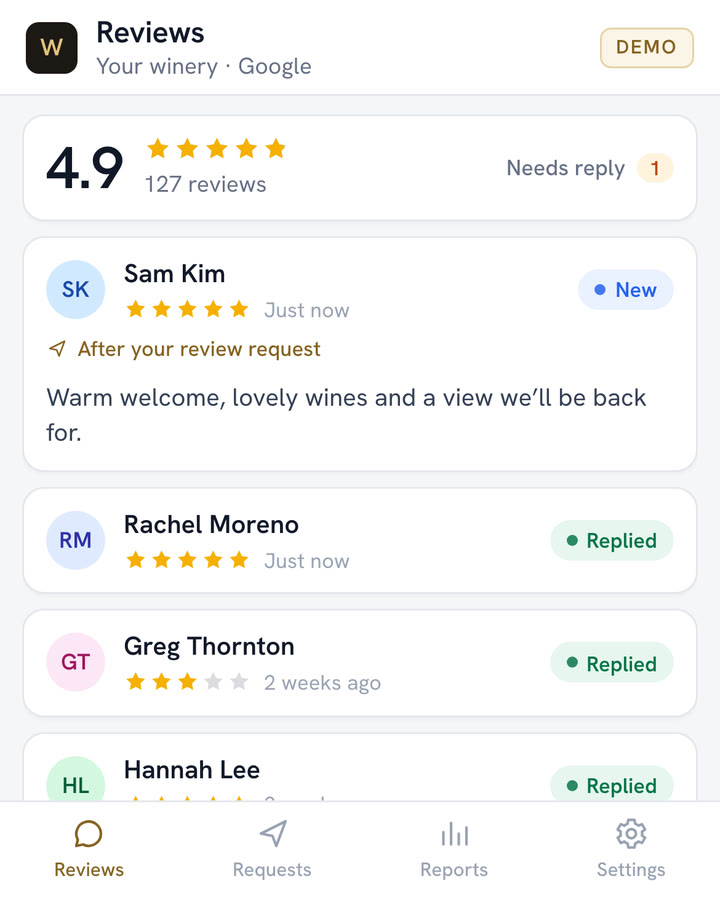 W
Reviews
Your winery · Google
DEMO
4.9
127 reviews
Needs reply 1
SK
Sam Kim
Just now
New
After your review request
Warm welcome, lovely wines and a view we’ll be back
for.
RM
Rachel Moreno
Just now
Replied
GT
Greg Thornton
2 weeks ago
Replied
HL
Hannah Lee
Replied
Reviews
Requests
Reports
Settings